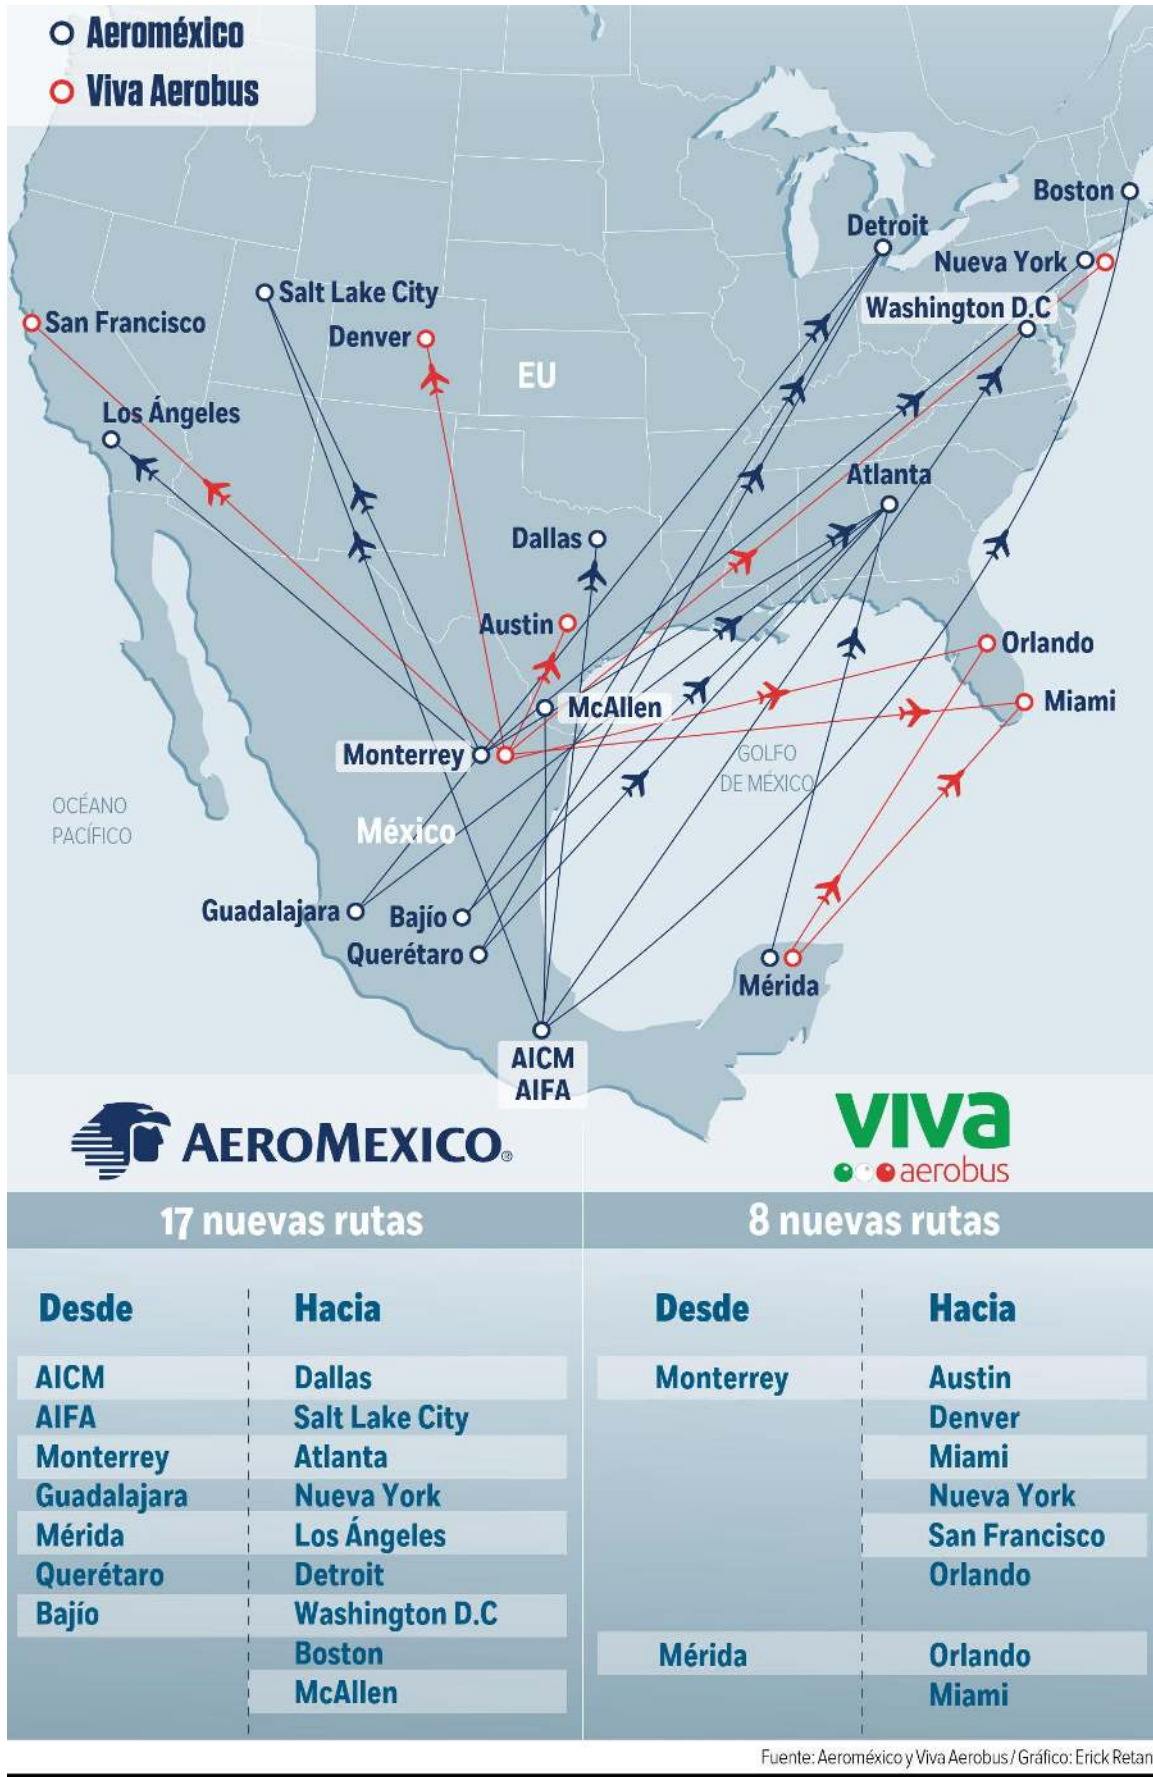 Aeroméxico
Viva Aerobus
Boston
Detroit
Nueva York
Washington D.C
Salt Lake City
San Francisco
Denver
EU
Los Ángeles
Atlanta
Dallas
Austin
Orlando
McAllen
Miami
Monterrey
GOLFO
DE MÉXICO
OCÉANO
PACÍFICO
México
Guadalajara
Bajío
Querétaro
Mérida
AICM
AIFA
AEROMEXICO®
viva
aerobus
17 nuevas rutas
8 nuevas rutas
Desde
Hacia
AICM
Dallas
AIFA
Salt Lake City
Monterrey
Atlanta
Guadalajara
Nueva York
Mérida
Los Ángeles
Querétaro
Detroit
Bajío
Washington D.C
Boston
McAllen
Desde
Hacia
Monterrey
Austin
Denver
Miami
Nueva York
San Francisco
Orlando
Mérida
Orlando
Miami
Fuente: Aeroméxico y Viva Aerobus / Gráfico: Erick Retan